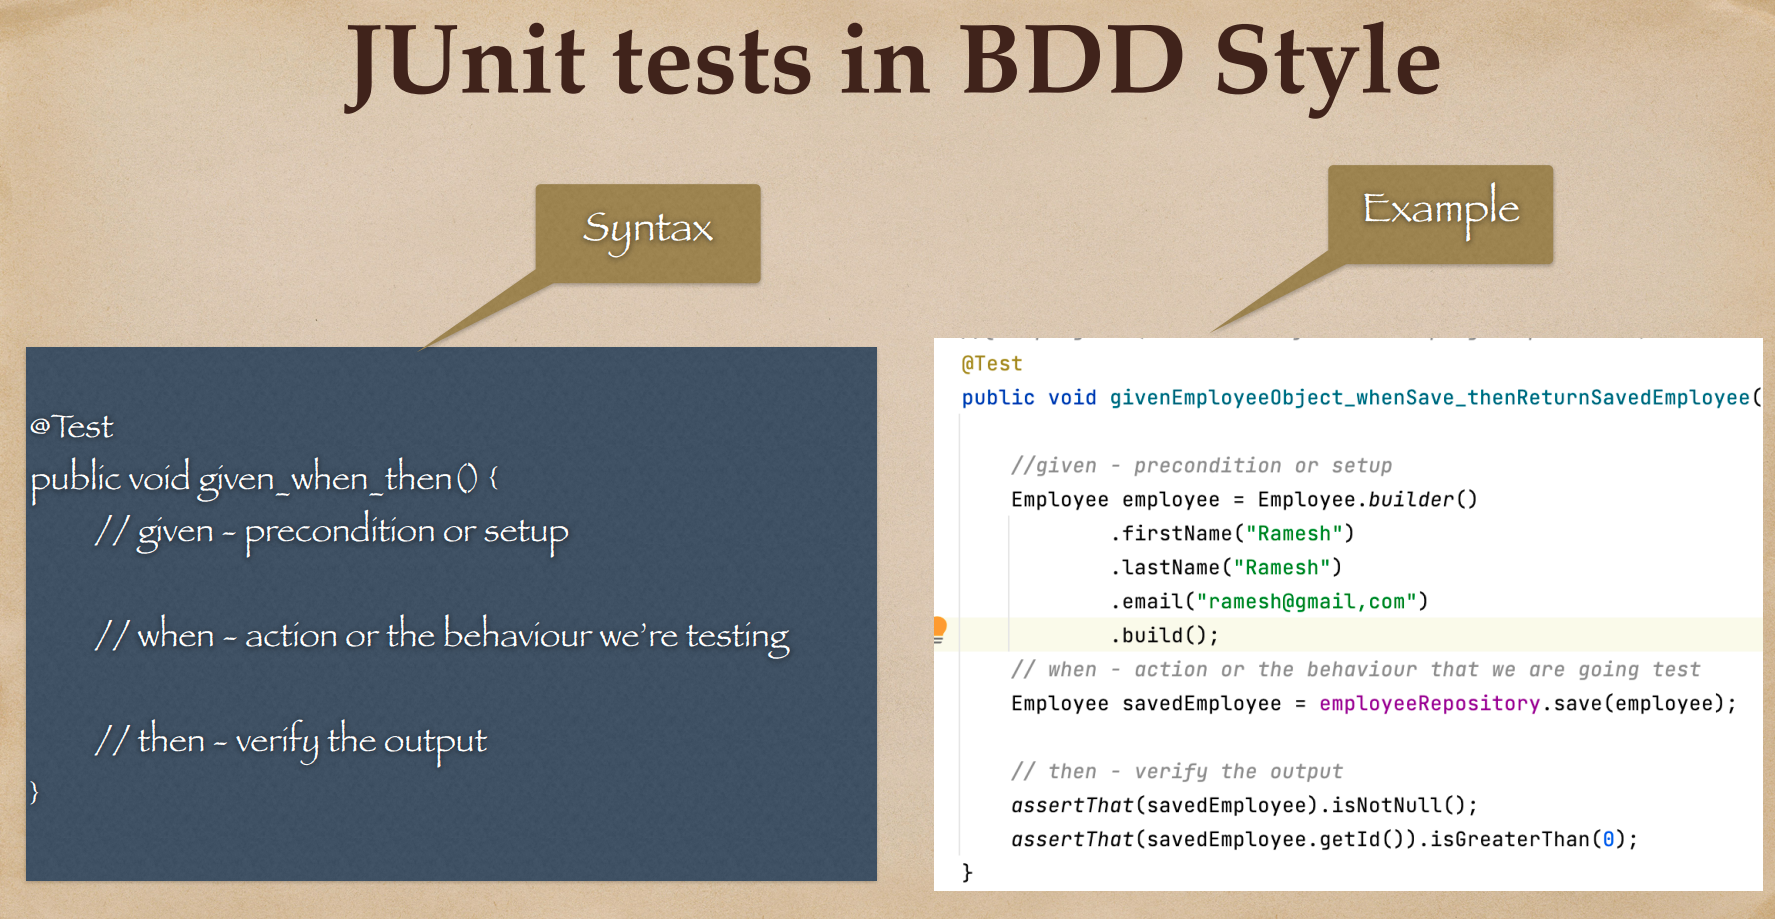 JUnit tests in BDD Style
Syntax
@Test
public void given_when_then() {
// given - precondition or setup
// when - action or the behaviour we're testing
// then - verify the output
}
Example
@Test
public void givenEmployeeObject_whenSave_thenReturnSavedEmployee(
//given - precondition or setup
Employee employee = Employee.builder()
.firstName("Ramesh")
.lastName("Ramesh")
.email("ramesh@gmail,com")
.build();
// when - action or the behaviour that we are going test
Employee savedEmployee = employeeRepository.save(employee);
// then - verify the output
assertThat(savedEmployee).isNotNull();
assertThat(savedEmployee.getId()).isGreaterThan(0);
}